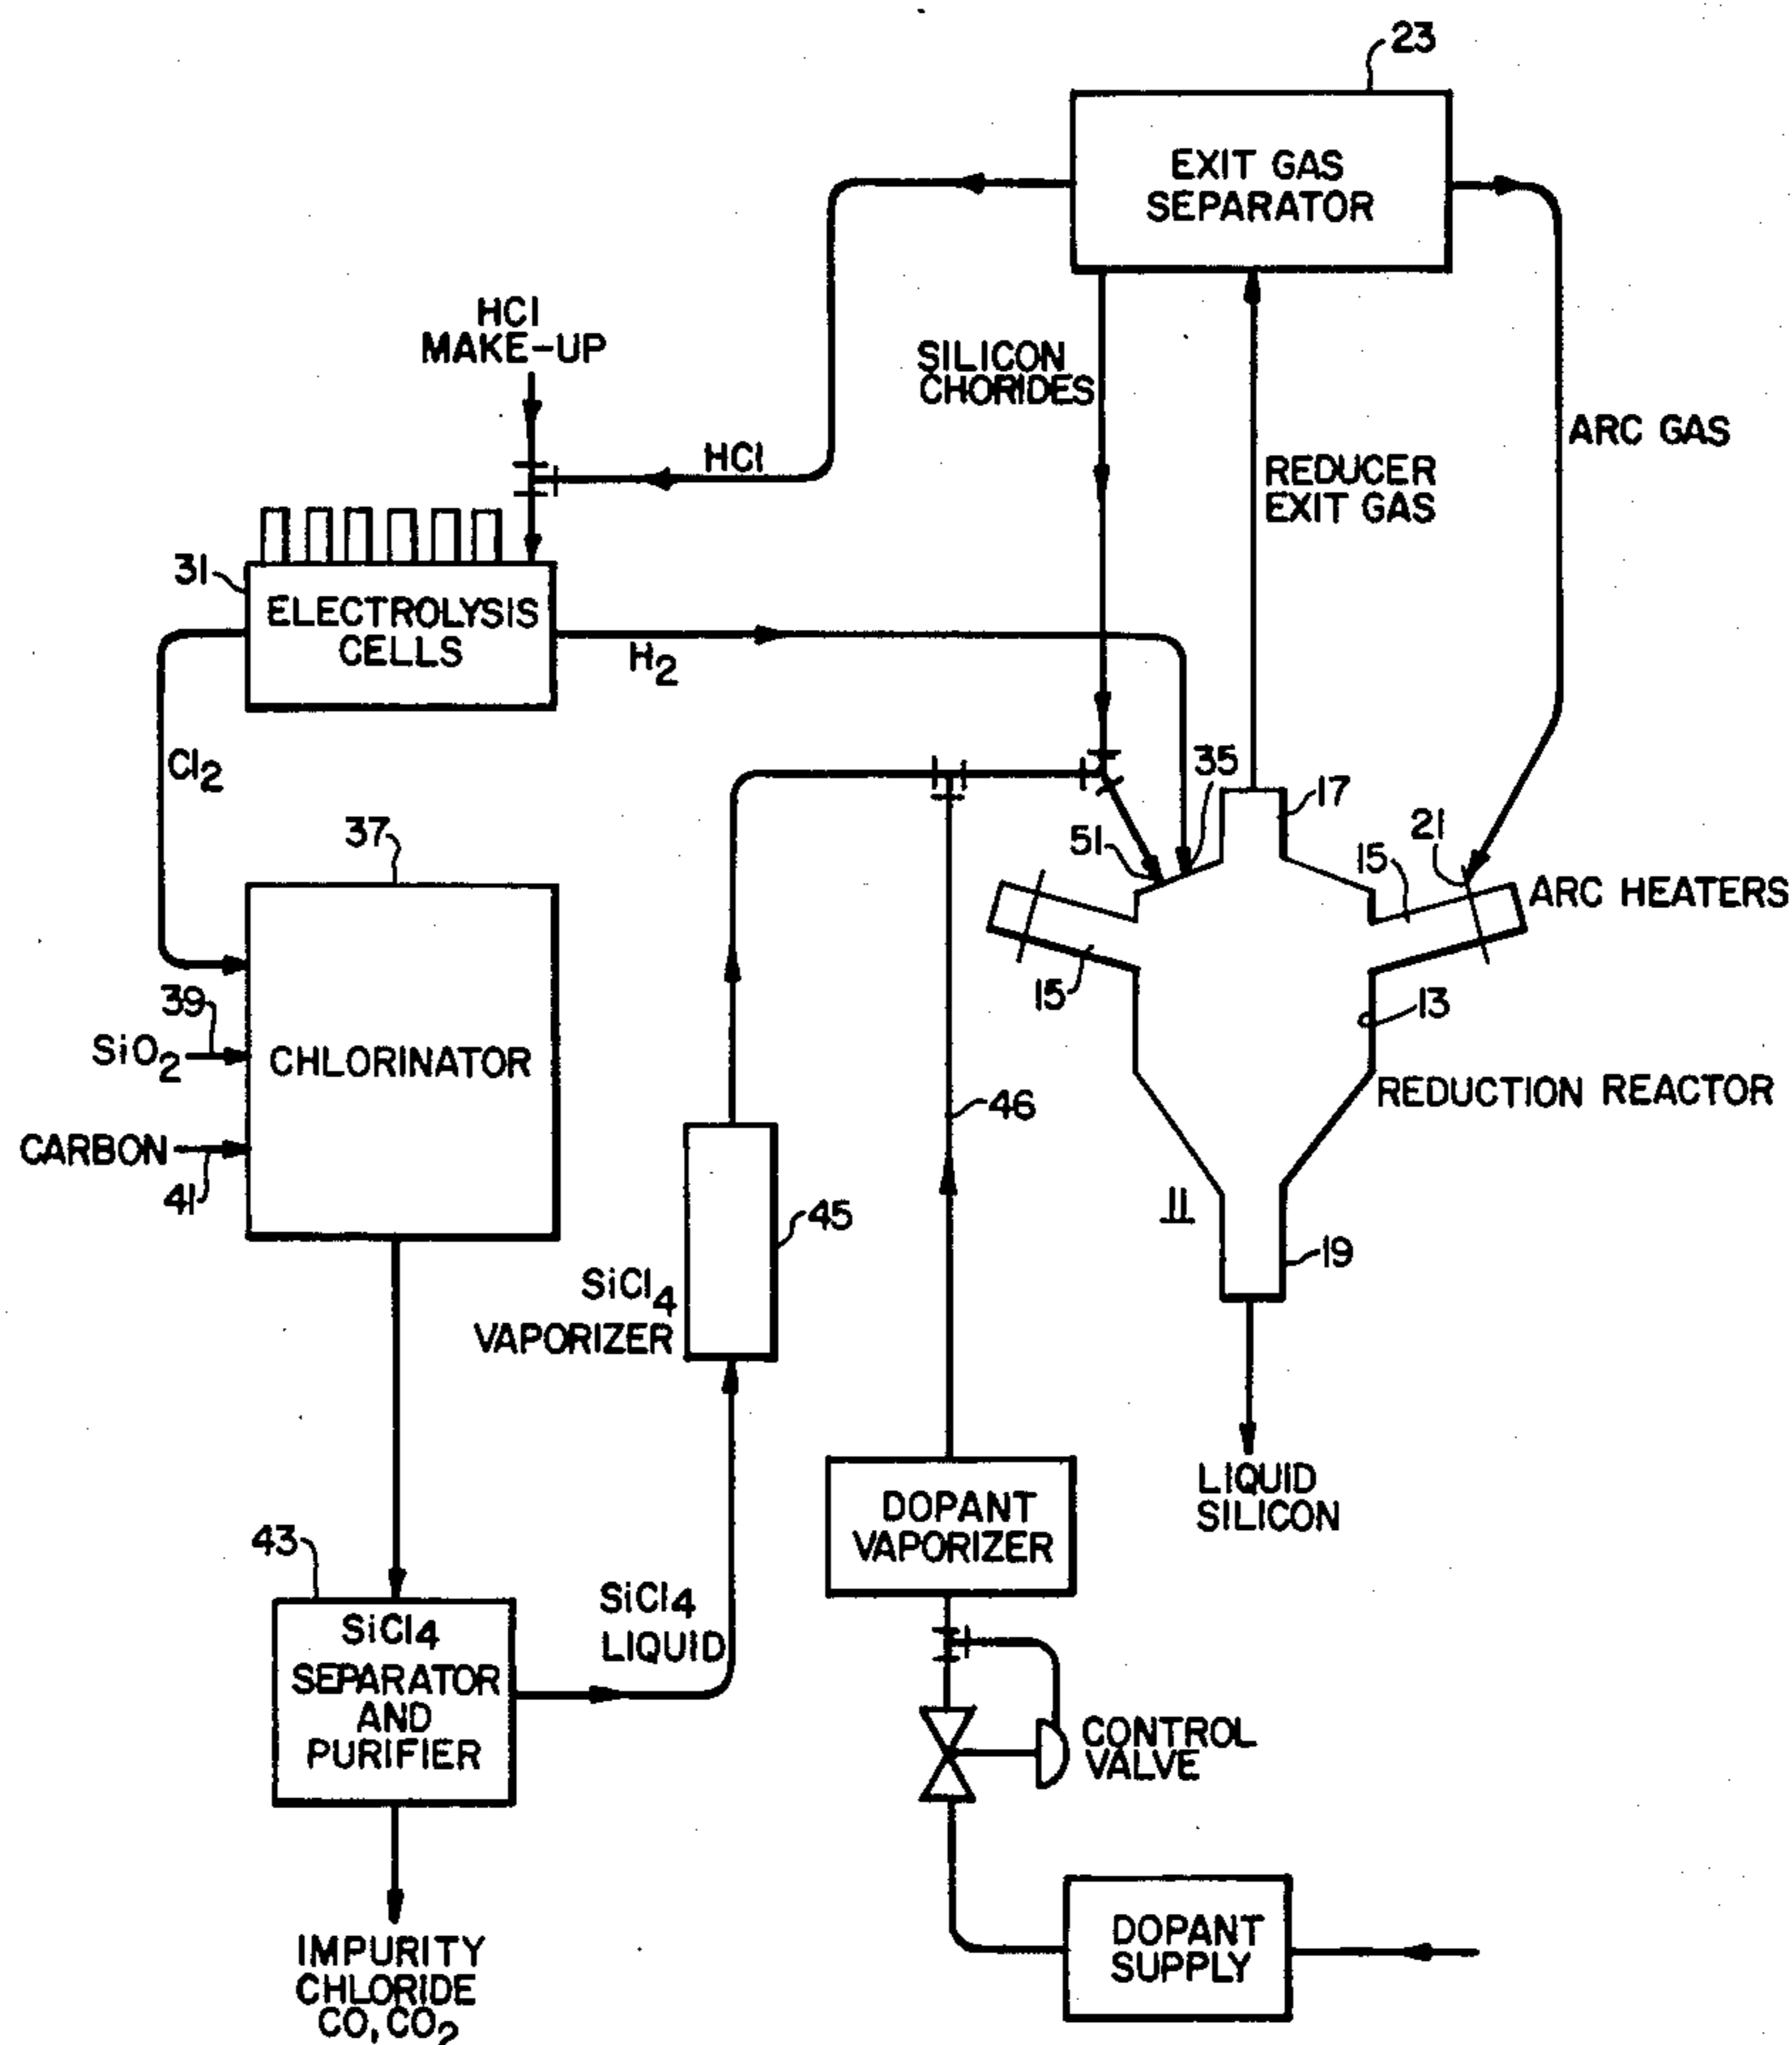 23
EXIT GAS
SEPARATOR
HCl
MAKE-UP
SILICON
CHORIDES
ARC GAS
HCl
REDUCER
EXIT GAS
31
ELECTROLYSIS
CELLS
H2
Cl2
35
17
37
51
21
15
ARC HEATERS
15
13
39
SiO2
CHLORINATOR
REDUCTION REACTOR
46
CARBON
41
11
45
19
SiCl4
VAPORIZER
LIQUID
SILICON
DOPANT
VAPORIZER
43
SiCl4
LIQUID
SiCl4
SEPARATOR
AND
PURIFIER
CONTROL
VALVE
IMPURITY
CHLORIDE
CO, CO2
DOPANT
SUPPLY